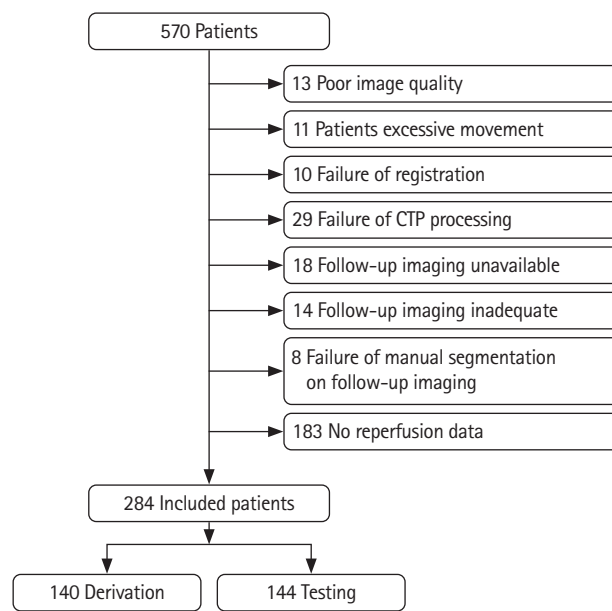 570 Patients
13 Poor image quality
11 Patients excessive movement
10 Failure of registration
29 Failure of CTP processing
18 Follow-up imaging unavailable
14 Follow-up imaging inadequate
8 Failure of manual segmentation
on follow-up imaging
183 No reperfusion data
284 Included patients
140 Derivation
144 Testing